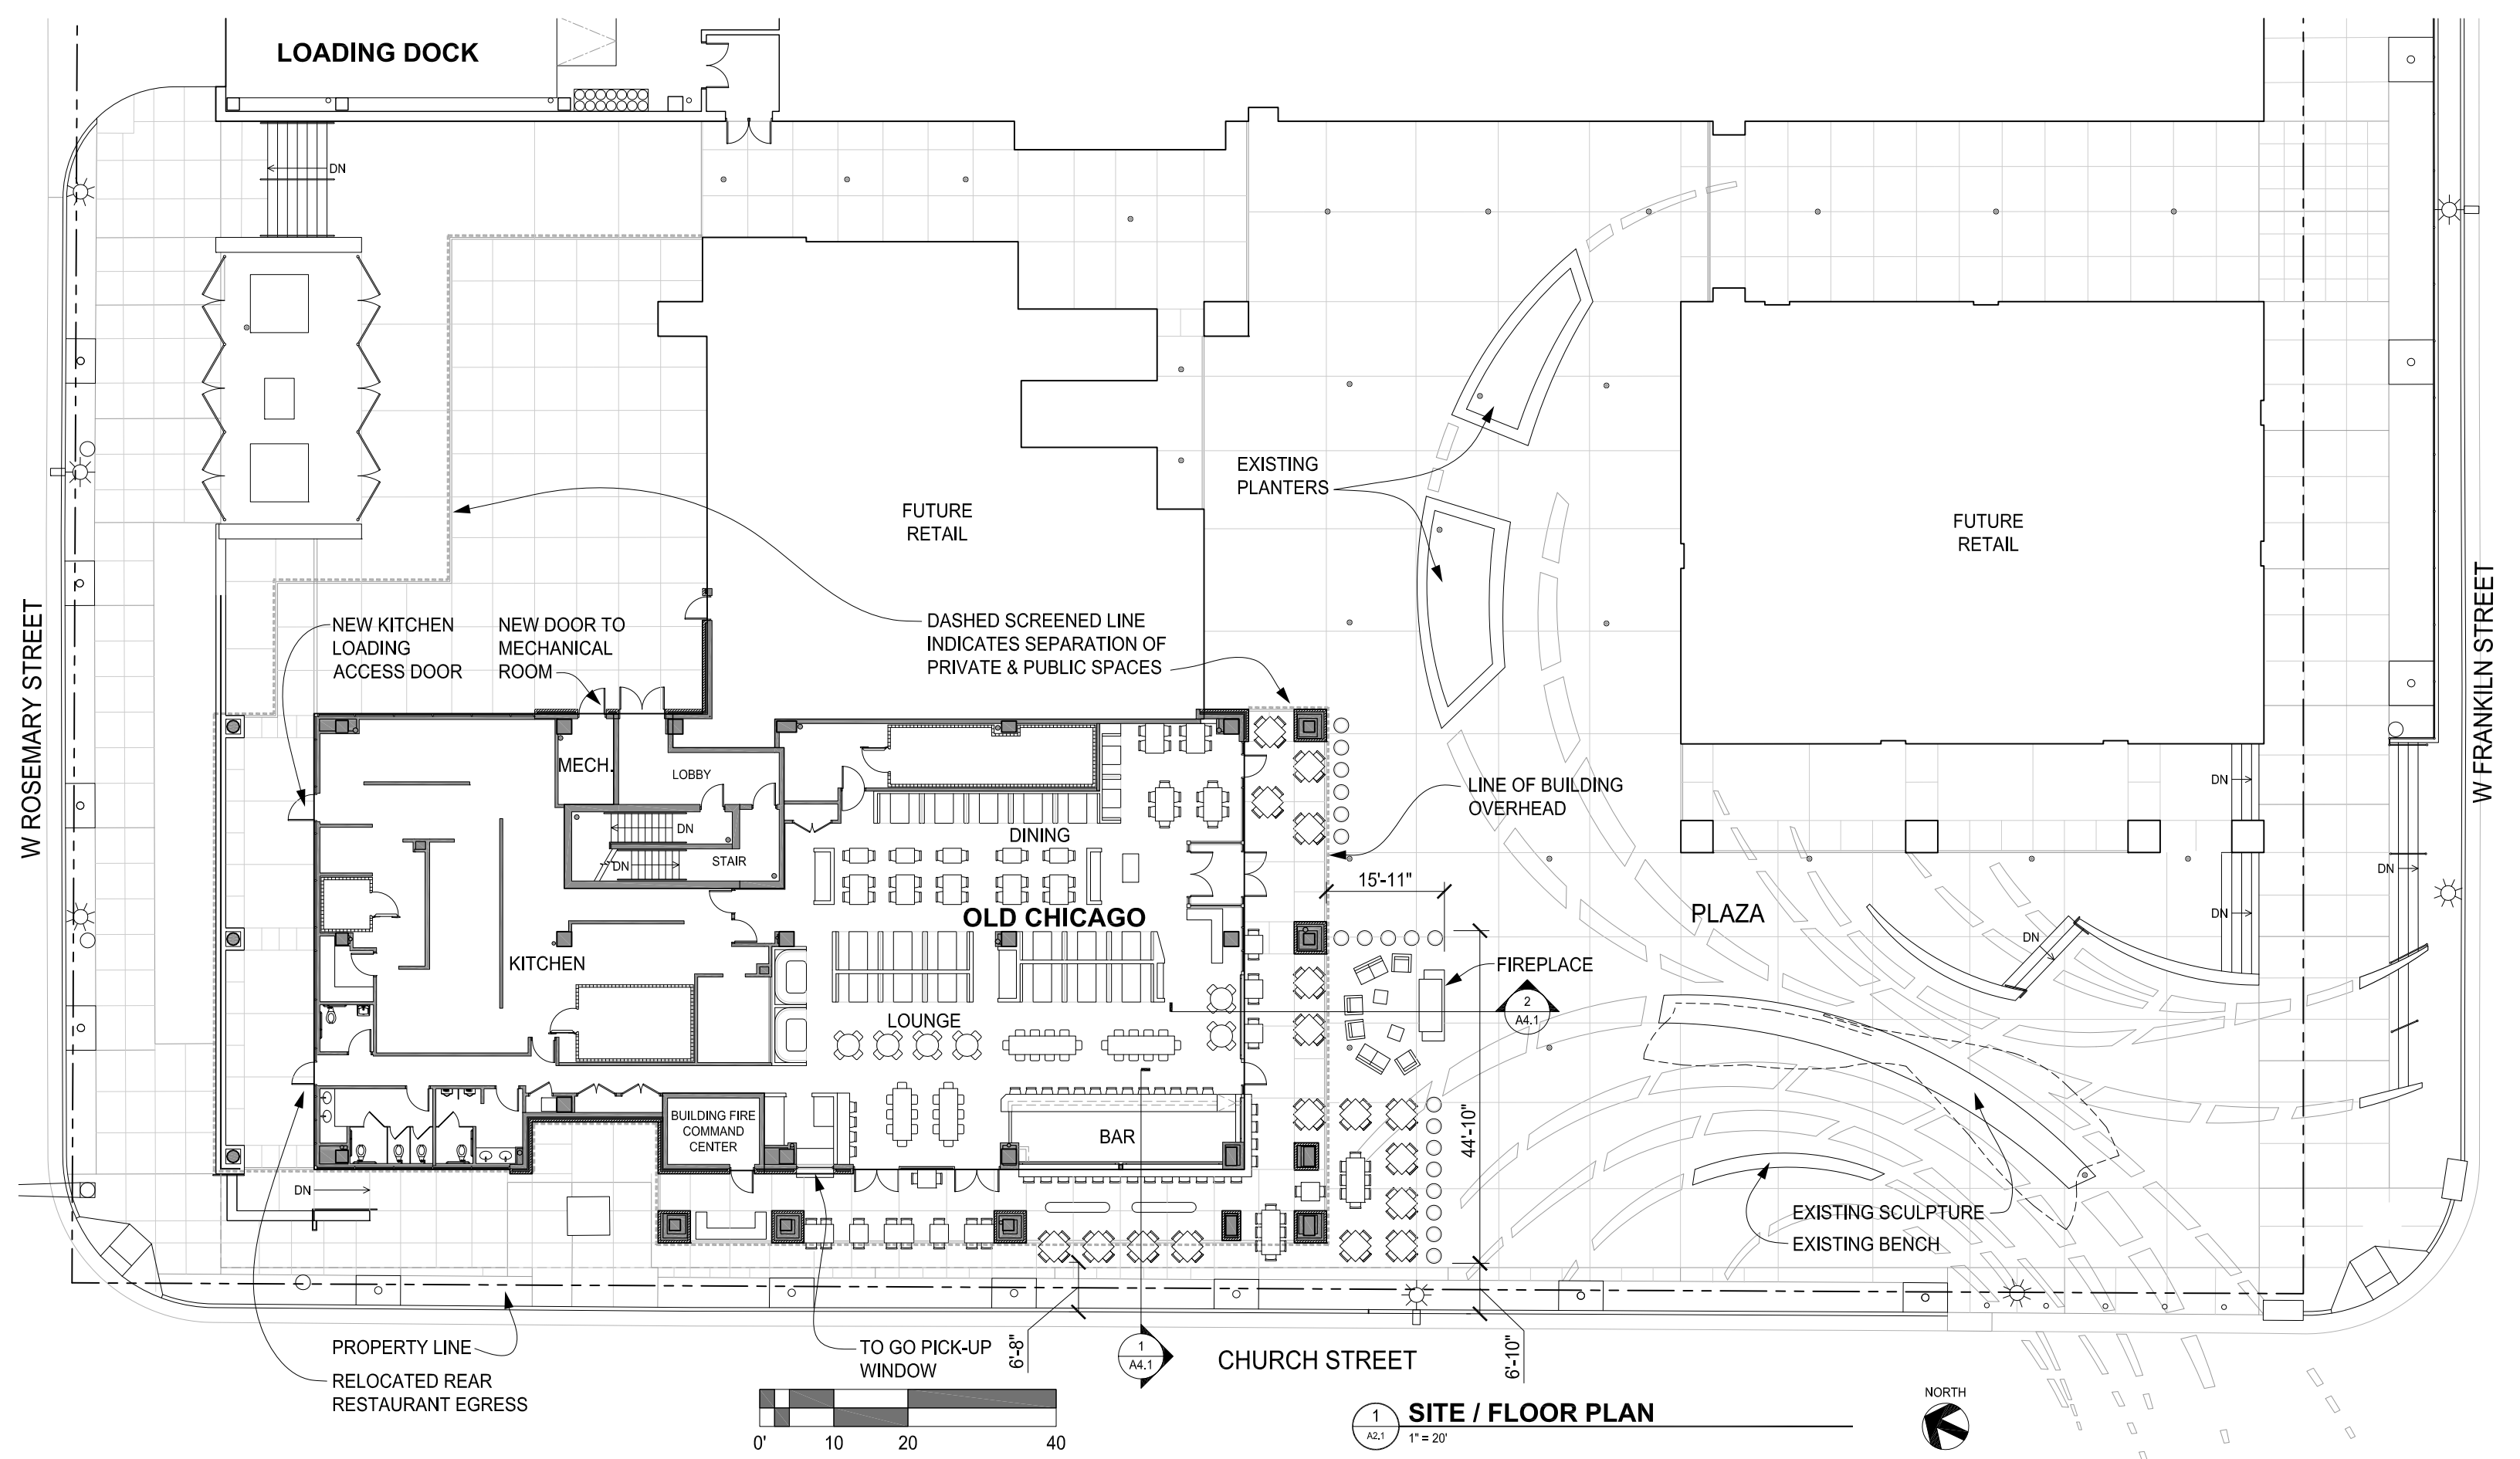 LOADING DOCK
DN
EXISTING
PLANTERS
FUTURE
RETAIL
FUTURE
RETAIL
W ROSEMARY STREET
W FRANKILN STREET
NEW KITCHEN
LOADING
ACCESS DOOR
NEW DOOR TO
MECHANICAL
ROOM
DASHED SCREENED LINE
INDICATES SEPARATION OF
PRIVATE & PUBLIC SPACES
MECH.
LOBBY
LINE OF BUILDING
OVERHEAD
DN
DN
DINING
DN
STAIR
DN
DN
15'-11"
OLD CHICAGO
PLAZA
DN
DN
KITCHEN
FIREPLACE
2
A4.1
LOUNGE
BUILDING FIRE
COMMAND
CENTER
BAR
44'-10"
DN
EXISTING SCULPTURE
EXISTING BENCH
PROPERTY LINE
RELOCATED REAR
RESTAURANT EGRESS
TO GO PICK-UP
WINDOW
6'-8"
1
A4.1
CHURCH STREET
6'-10"
0'
10
20
40
1
A2.1
SITE / FLOOR PLAN
1" = 20'
NORTH